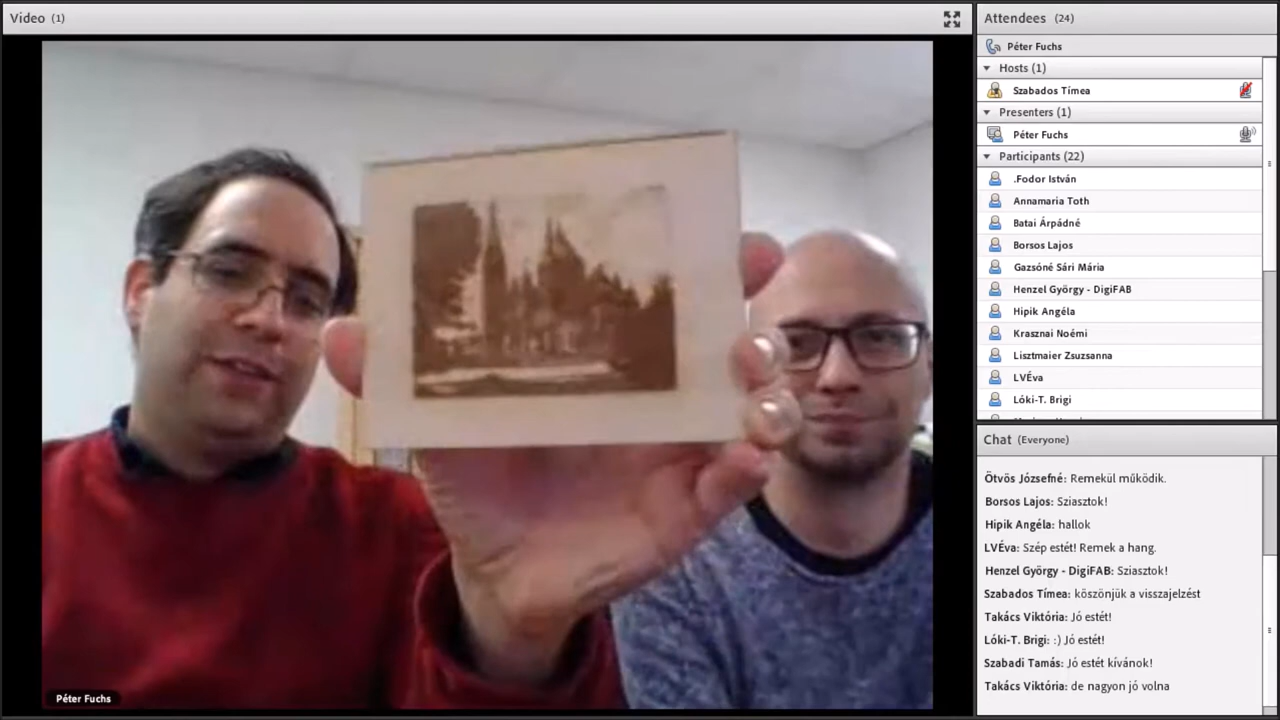 Video (1)
Péter Fuchs
Attendees (24)
Péter Fuchs
Hosts (1)
Szabados Tímea
Presenters (1)
Péter Fuchs
Participants (22)
.Fodor István
Annamaria Toth
Batai Árpádné
Borsos Lajos
Gazsóné Sári Mária
Henzel György - DigiFAB
Hipik Angéla
Krasznai Noémi
Lisztmaier Zsuzsanna
LVÉva
Lóki-T. Brigi
Chat (Everyone)
Ötvös Józsefné: Remekül működik.
Borsos Lajos: Sziasztok!
Hipik Angéla: hallok
LVÉva: Szép estét! Remek a hang.
Henzel György - DigiFAB: Sziasztok!
Szabados Tímea: köszönjük a visszajelzést
Takács Viktória: Jó estét!
Lóki-T. Brigi: :) Jó estét!
Szabadi Tamás: Jó estét kívánok!
Takács Viktória: de nagyon jó volna